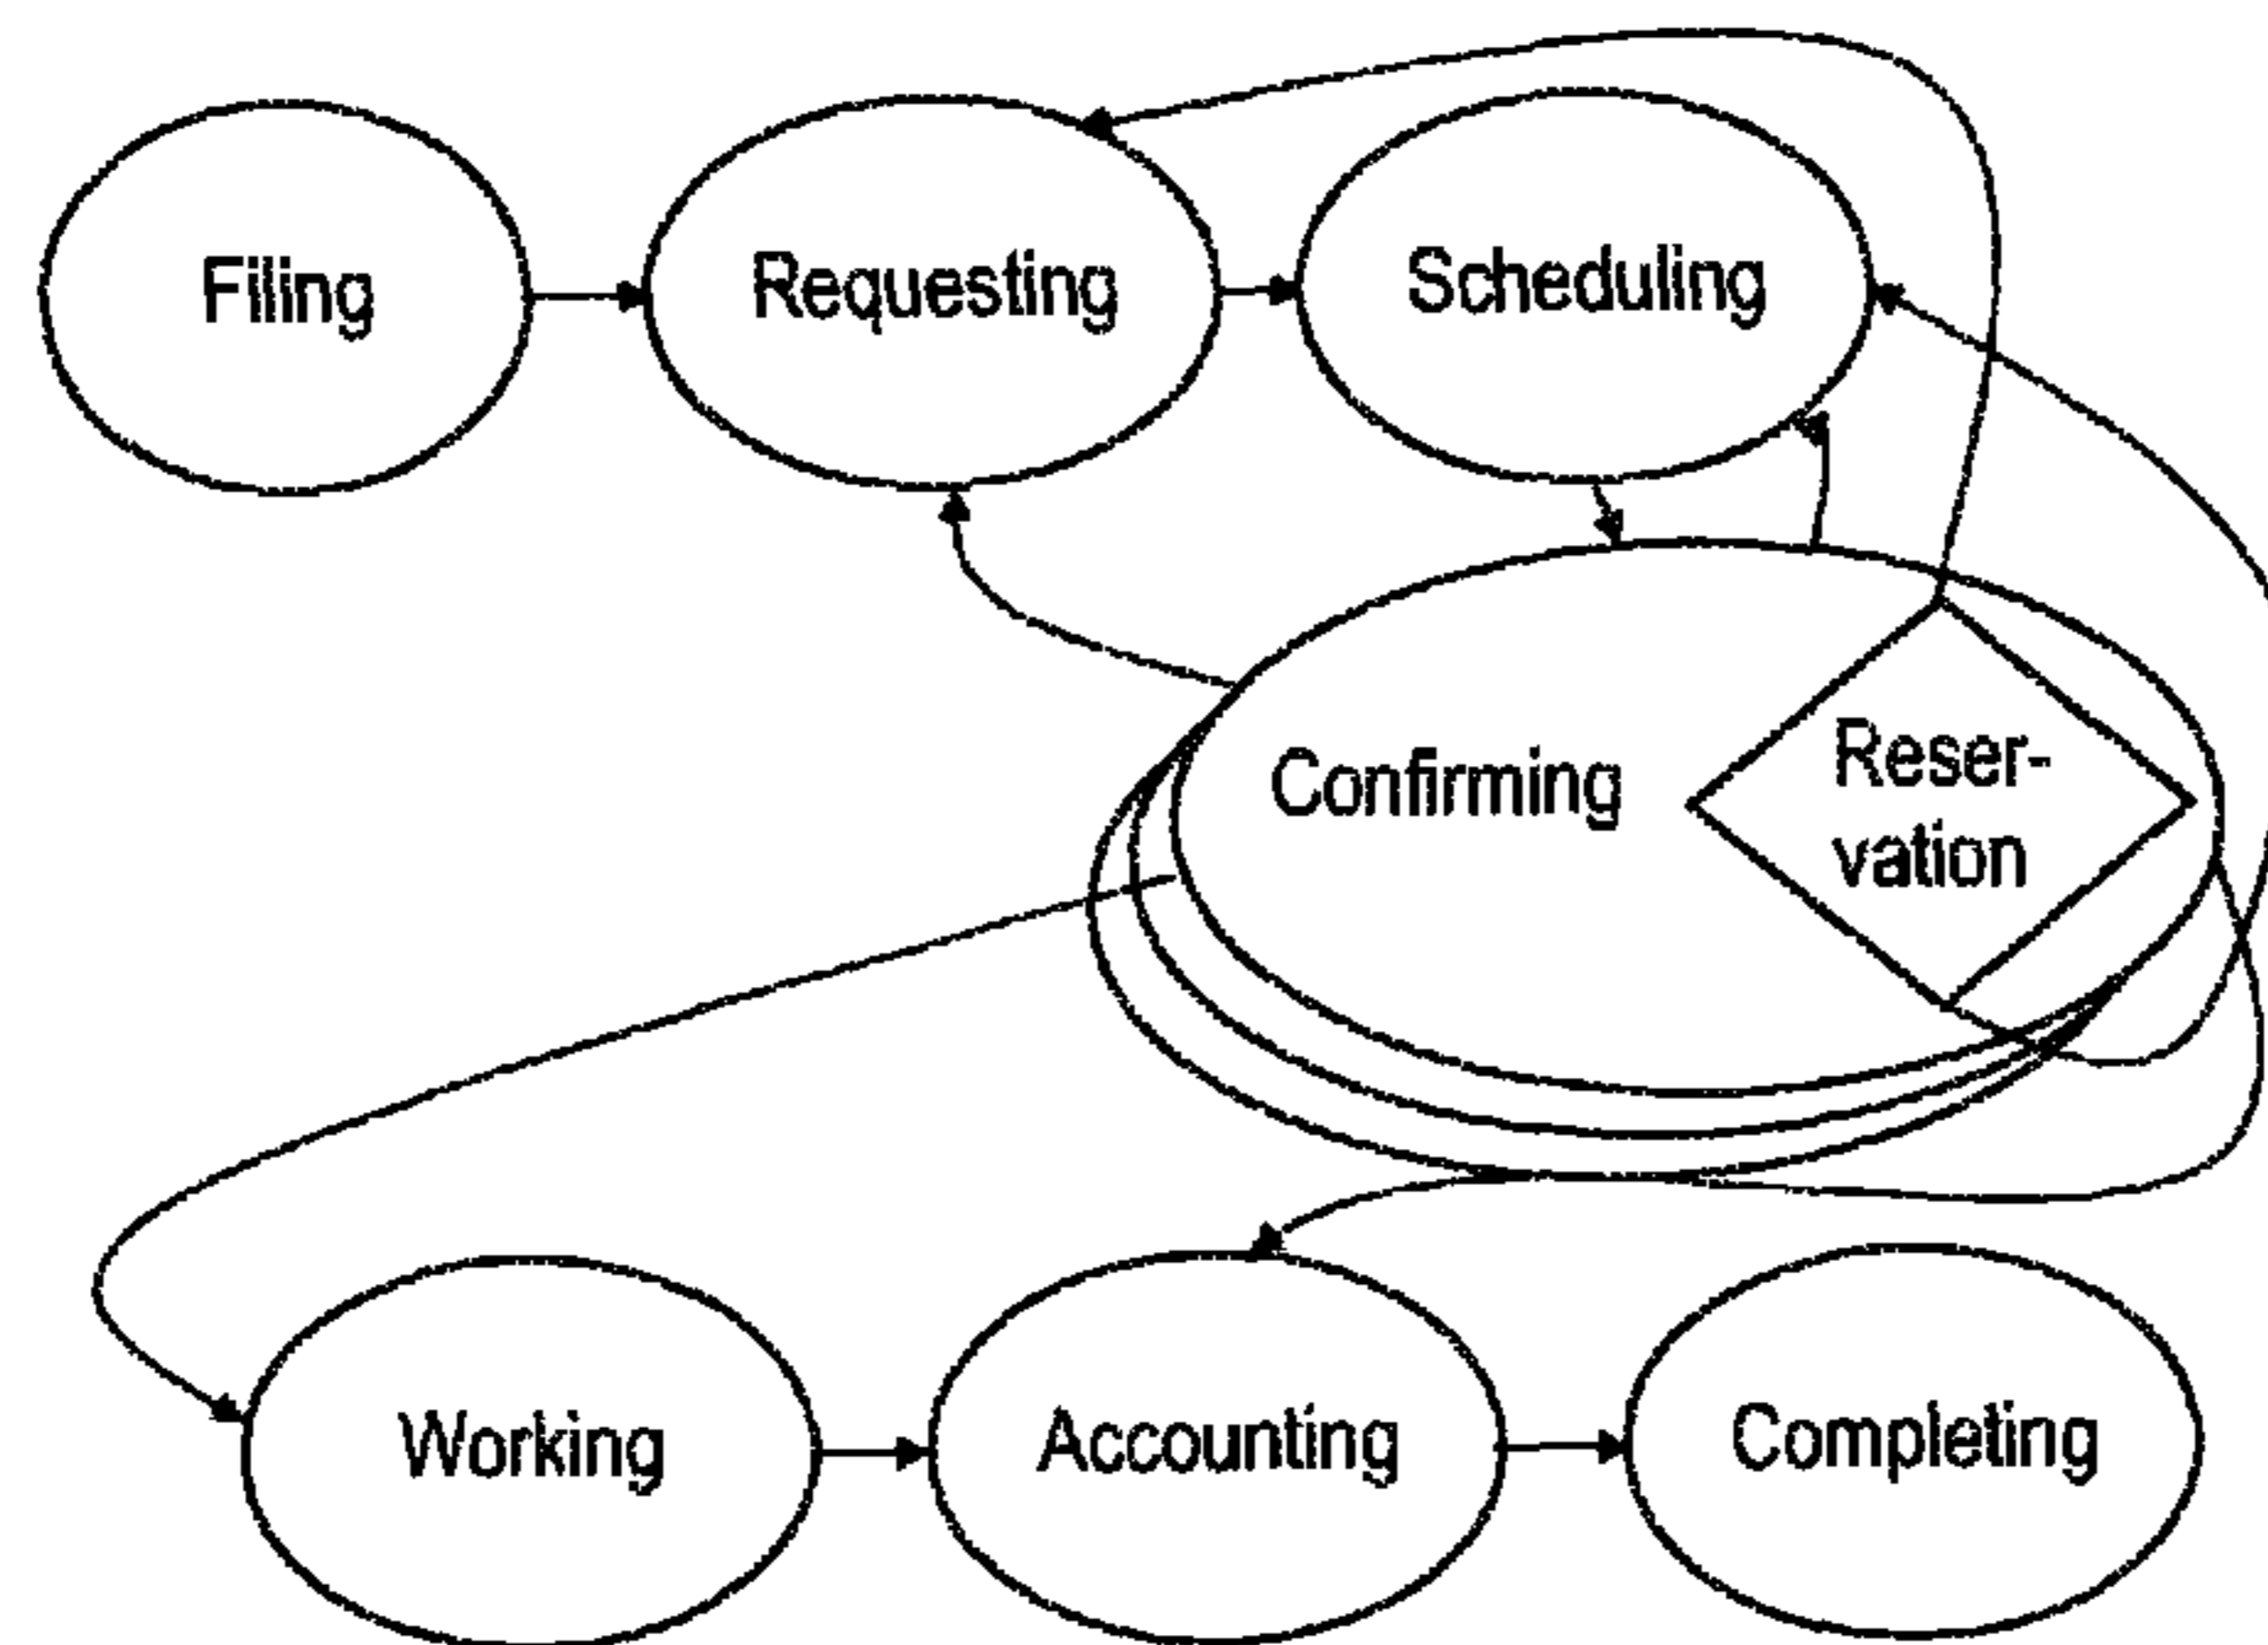 Filing
Requesting
Scheduling
Confirming
Reser-
vation
Working
Accounting
Completing